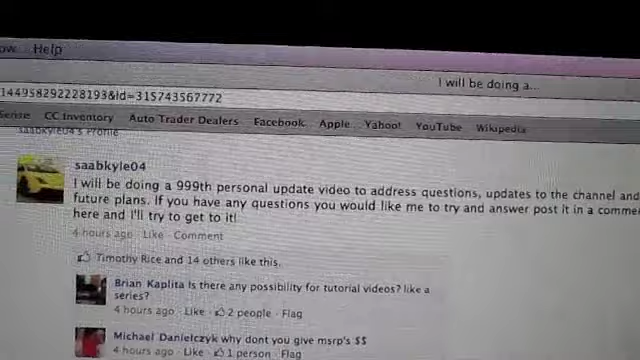 Help
I will be doing a...
144958292228193&id=315743567772
CC Inventory Auto Trader Dealers Facebook Apple Yahoo! YouTube Wikipedia
saabkyle04's Profile
saabkyle04
I will be doing a 999th personal update video to address questions, updates to the channel and
future plans. If you have any questions you would like me to try and answer post it in a
here and I'll try to get to it!
4 hours ago · Like · Comment
Timothy Rice and 14 others like this.
Brian Kaplita Is there any possibility for tutorial videos? like a
series?
4 hours ago · Like · 2 people · Flag
Michael Danielczyk why dont you give msrp's $$
4 hours ago · Like · 1 person · Flag